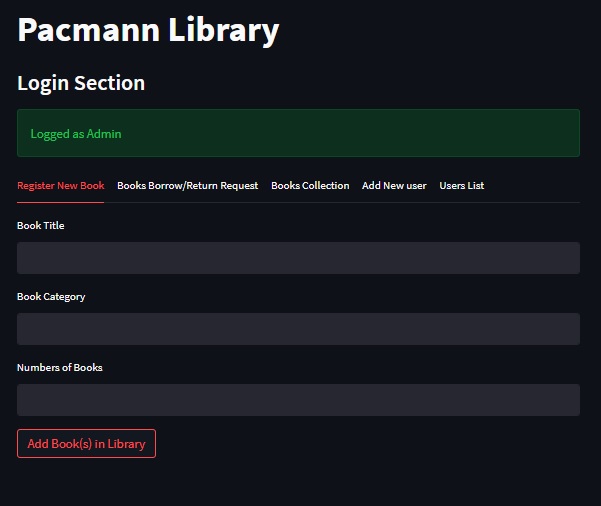 Pacmann Library
Login Section
Logged as Admin
Register New Book Books Borrow/Return Request Books Collection Add New user Users List
Book Title
Book Category
Numbers of Books
Add Book(s) in Library